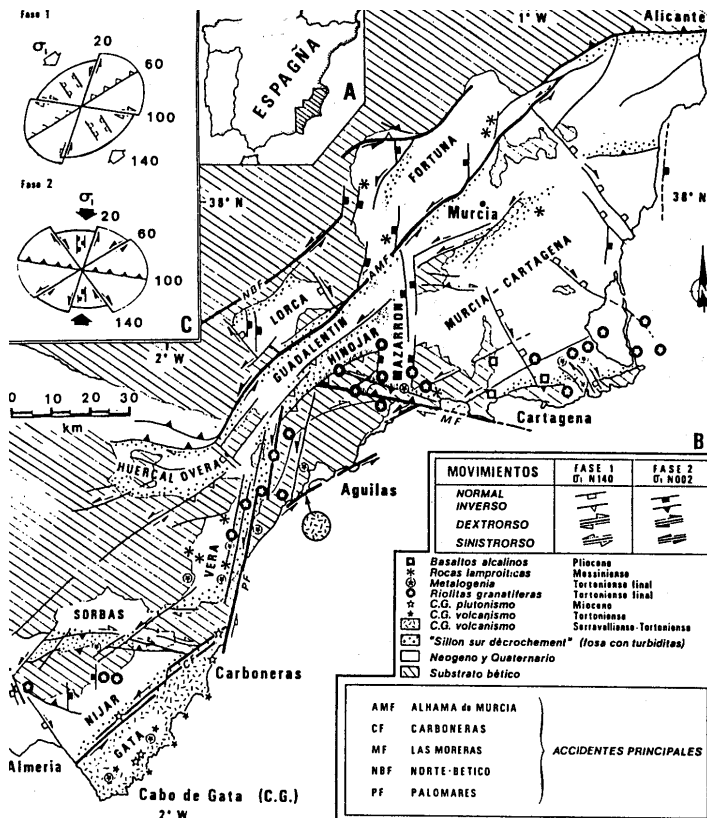 Fase 1
σ₁
20
60
100
140
Fase 2
σ₁
20
60
100
140
C
ESPAGÑA
A
1° W
Alicante
38° N
38° N
FORTUNA
Murcia
N
NBF
AMF
LORCA
MURCIA - CARTAGENA
2° W
GUADALENTIN
HINOJAR
MAZARRON
0 10 20 30
km
MF
Cartagena
HUERCAL OVERA
Aguilas
B
VERA
PF
SORBAS
Carboneras
CF
NIJAR
GATA
Almeria
Cabo de Gata (C.G.)
2° W
MOVIMIENTOS
FASE 1
σ₁ N140
FASE 2
σ₁ N002
NORMAL
INVERSO
DEXTRORSO
SINISTRORSO
Basaltos alcalinos Plioceno
Rocas lamproiticas Messiniense
Metalogenia Tortoniense final
Riolitas granatiferas Tortoniense final
C.G. plutonismo Mioceno
C.G. volcanismo Tortoniense
C.G. volcanismo Serravalliense-Tortoniense
"Sillon sur décrochement" (fosa con turbiditas)
Neogeno y Quaternario
Substrato bético
AMF ALHAMA de MURCIA
CF CARBONERAS
MF LAS MORERAS
NBF NORTE-BETICO
PF PALOMARES
ACCIDENTES PRINCIPALES